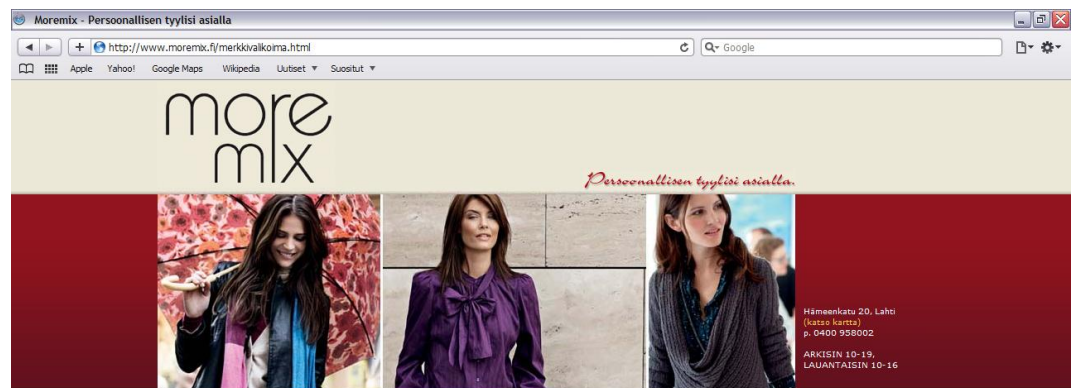 Moremix - Persoonallisen tyylisi asialla
http://www.moremix.fi/merkkivalikoima.html
Google
Apple Yahoo! Google Maps Wikipedia Uutiset Suositut
more
mix
Persoonallisen tyylisi asialla.
Hämeenkatu 20, Lahti
(katso kartta)
p. 0400 958002
ARKISIN 10-19,
LAUANTAISIN 10-16